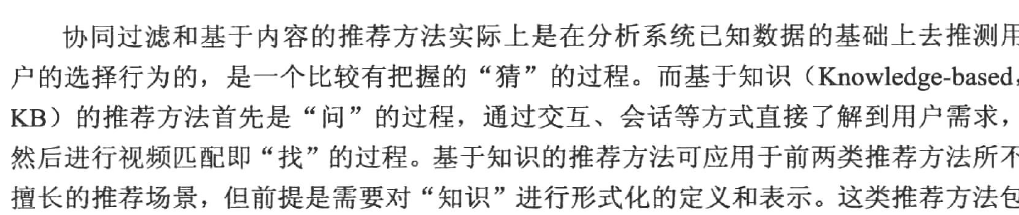 协同过滤和基于内容的推荐方法实际上是在分析系统已知数据的基础上去推测用
户的选择行为的，是一个比较有把握的“猜”的过程。而基于知识（Knowledge-based，
KB）的推荐方法首先是“问”的过程，通过交互、会话等方式直接了解到用户需求，
然后进行视频匹配即“找”的过程。基于知识的推荐方法可应用于前两类推荐方法所不
擅长的推荐场景，但前提是需要对“知识”进行形式化的定义和表示。这类推荐方法包